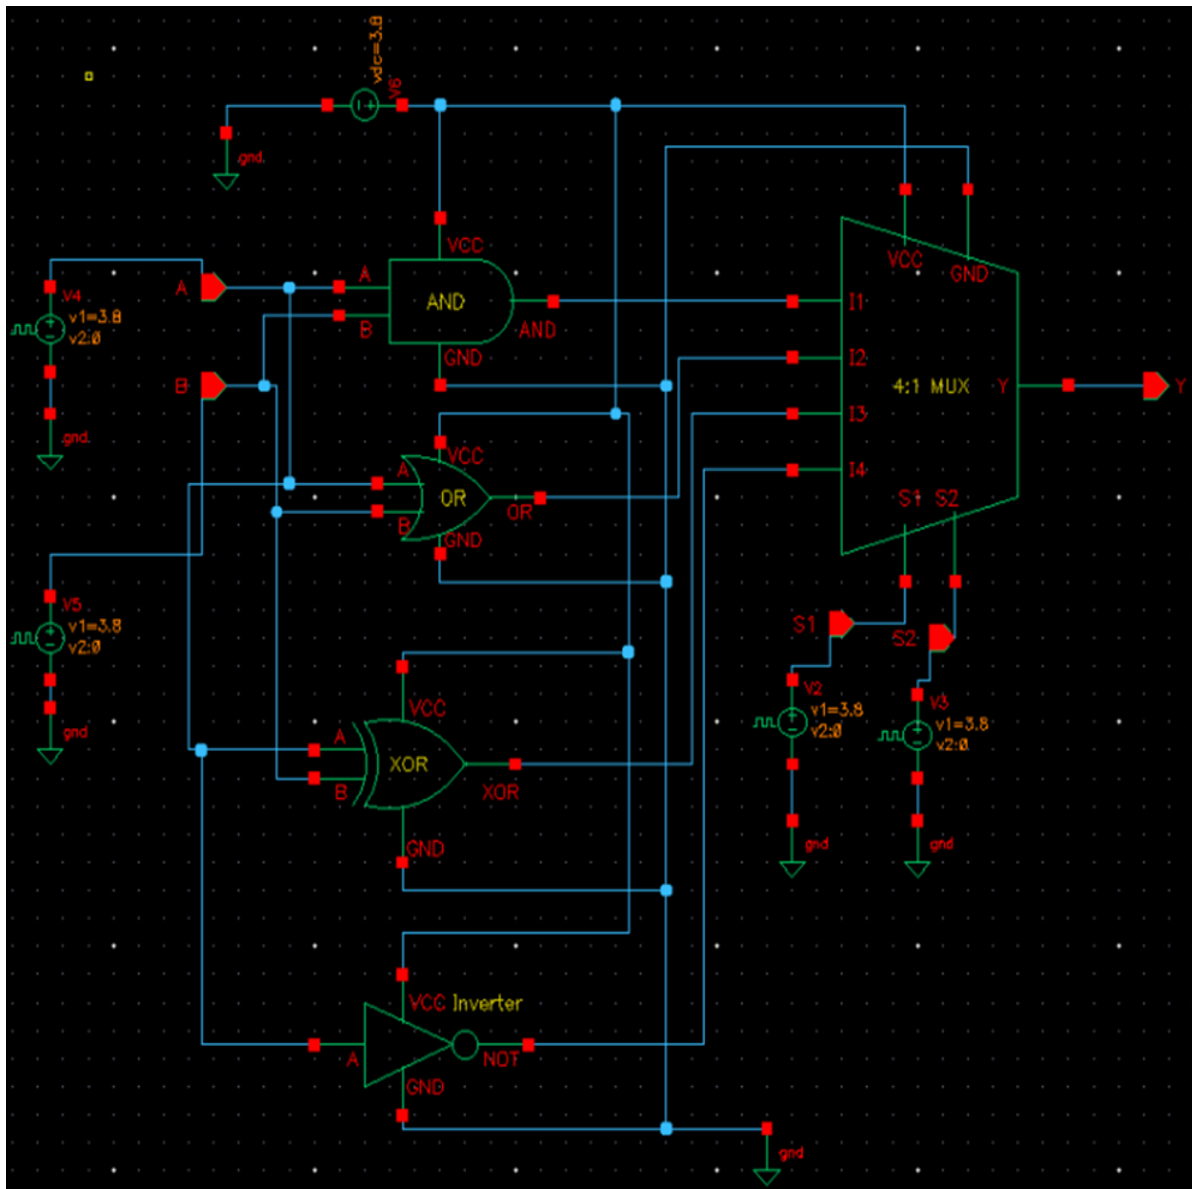 vdc=3.8
V6
gnd
VCC
VCC
GND
A
V4
v1=3.8
v2:0
A
B
AND
AND
GND
I1
I2
I3
I4
4:1 MUX
Y
Y
B
gnd
VCC
A
B
OR
OR
GND
S1 S2
V5
v1=3.8
v2:0
gnd
S1
S2
V2
v1=3.8
v2:0
gnd
V3
v1=3.8
v2:0
gnd
VCC
A
B
XOR
XOR
GND
VCC Inverter
A
NOT
GND
gnd